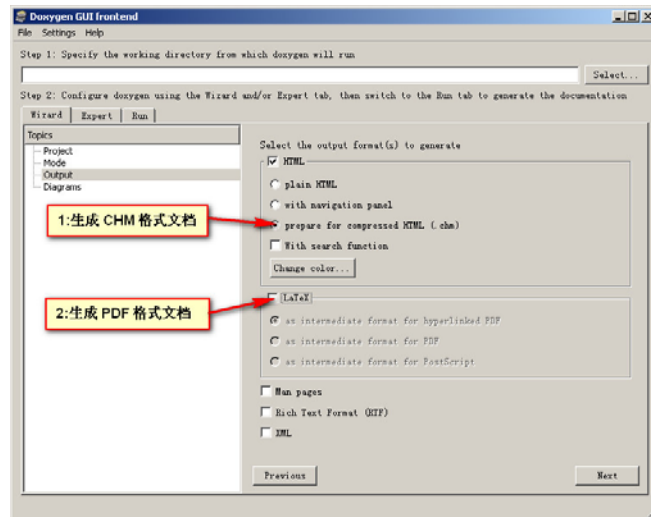 Doxygen GUI frontend
File Settings Help
Step 1: Specify the working directory from which doxygen will run
Select...
Step 2: Configure doxygen using the Wizard and/or Expert tab, then switch to the Run tab to generate the documentation
Wizard Expert Run
Topics
Project
Mode
Output
Diagrams
Select the output format(s) to generate
HTML
plain HTML
with navigation panel
1:生成 CHM 格式文档
prepare for compressed HTML (.chm)
With search function
Change color...
LaTeX
2:生成 PDF 格式文档
as intermediate format for hyperlinked PDF
as intermediate format for PDF
as intermediate format for PostScript
Man pages
Rich Text Format (RTF)
XML
Previous
Next